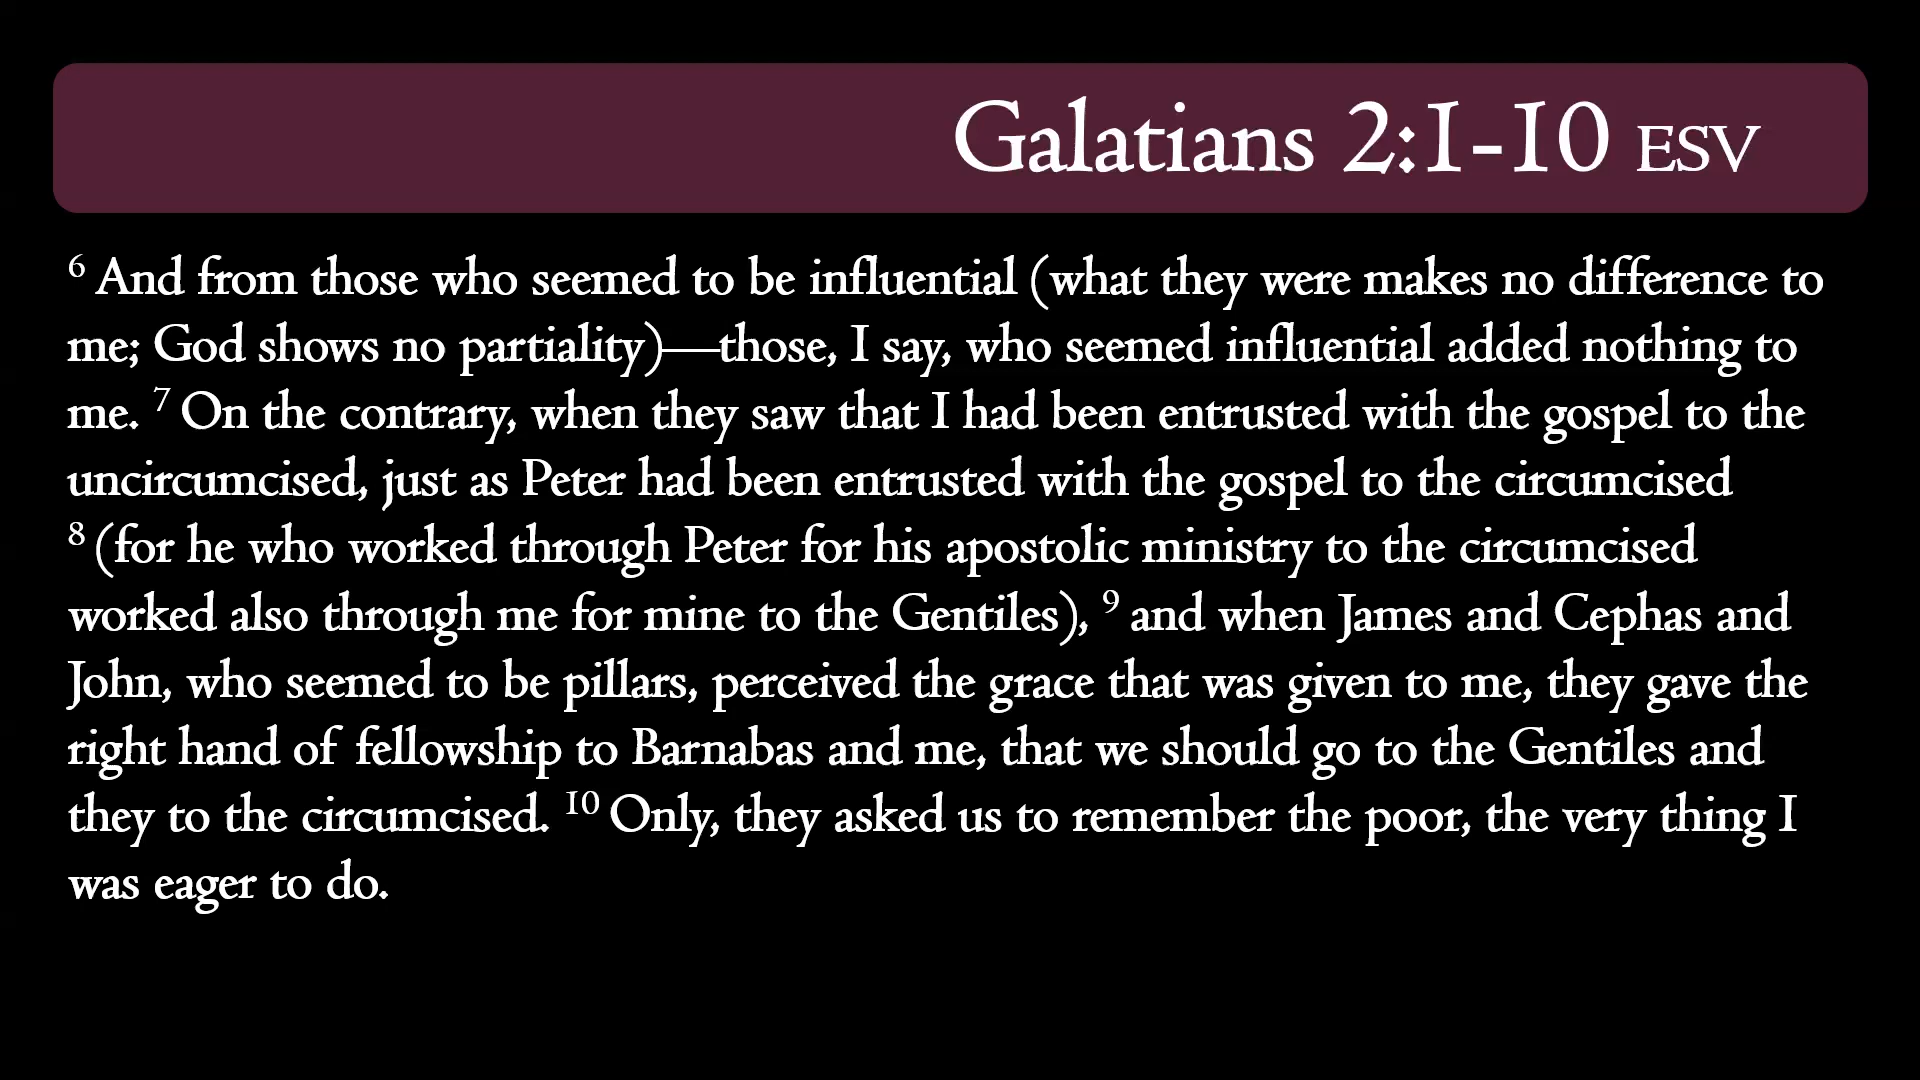 Galatians 2:1-10 ESV
6 And from those who seemed to be influential (what they were makes no difference to
me; God shows no partiality)—those, I say, who seemed influential added nothing to
me. 7 On the contrary, when they saw that I had been entrusted with the gospel to the
uncircumcised, just as Peter had been entrusted with the gospel to the circumcised
8 (for he who worked through Peter for his apostolic ministry to the circumcised
worked also through me for mine to the Gentiles), 9 and when James and Cephas and
John, who seemed to be pillars, perceived the grace that was given to me, they gave the
right hand of fellowship to Barnabas and me, that we should go to the Gentiles and
they to the circumcised. 10 Only, they asked us to remember the poor, the very thing I
was eager to do.